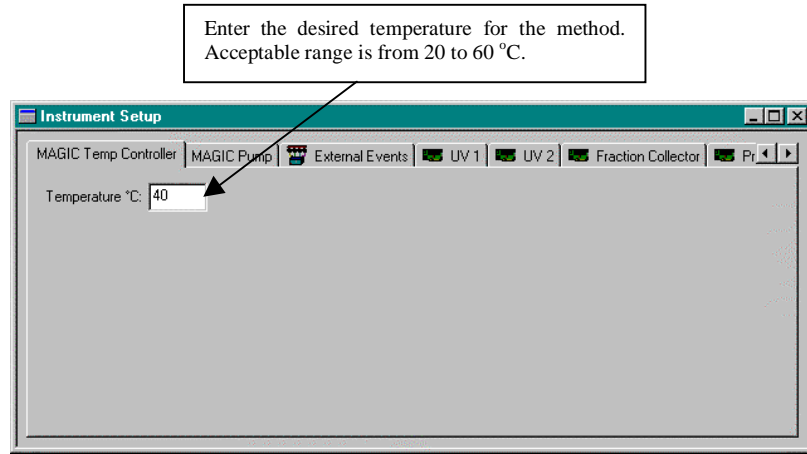 Enter the desired temperature for the method.
Acceptable range is from 20 to 60 °C.
Instrument Setup
MAGIC Temp Controller MAGIC Pump External Events UV 1 UV 2 Fraction Collector Pr
Temperature °C: 40